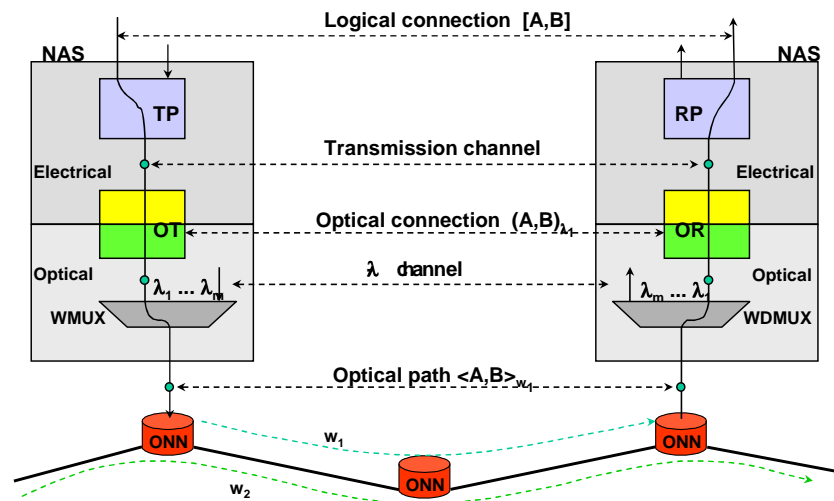 Logical connection [A,B]
NAS
NAS
TP
RP
Transmission channel
Electrical
Electrical
Optical connection (A,B)λ1
OT
OR
Optical
Optical
λ channel
λ1 ... λm
λm ... λ1
WMUX
WDMUX
Optical path <A,B>w1
ONN
w1
ONN
ONN
w2